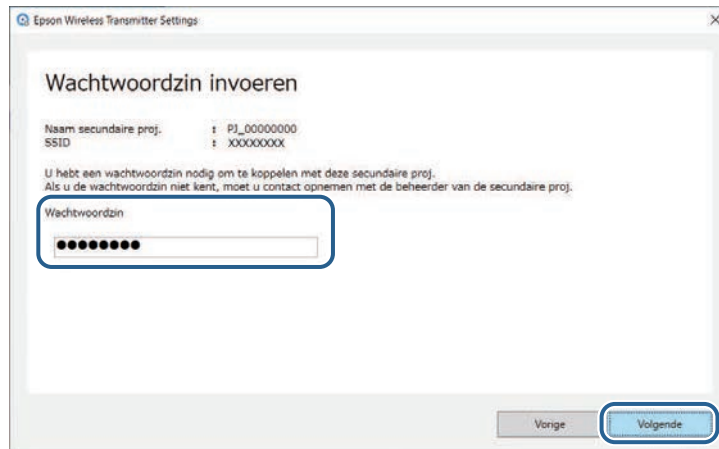 Epson Wireless Transmitter Settings
Wachtwoordzin invoeren
Naam secundaire proj. : PJ_00000000
SSID : XXXXXXXX
U hebt een wachtwoordzin nodig om te koppelen met deze secundaire proj.
Als u de wachtwoordzin niet kent, moet u contact opnemen met de beheerder van de secundaire proj.
Wachtwoordzin
●●●●●●●●
Vorige Volgende